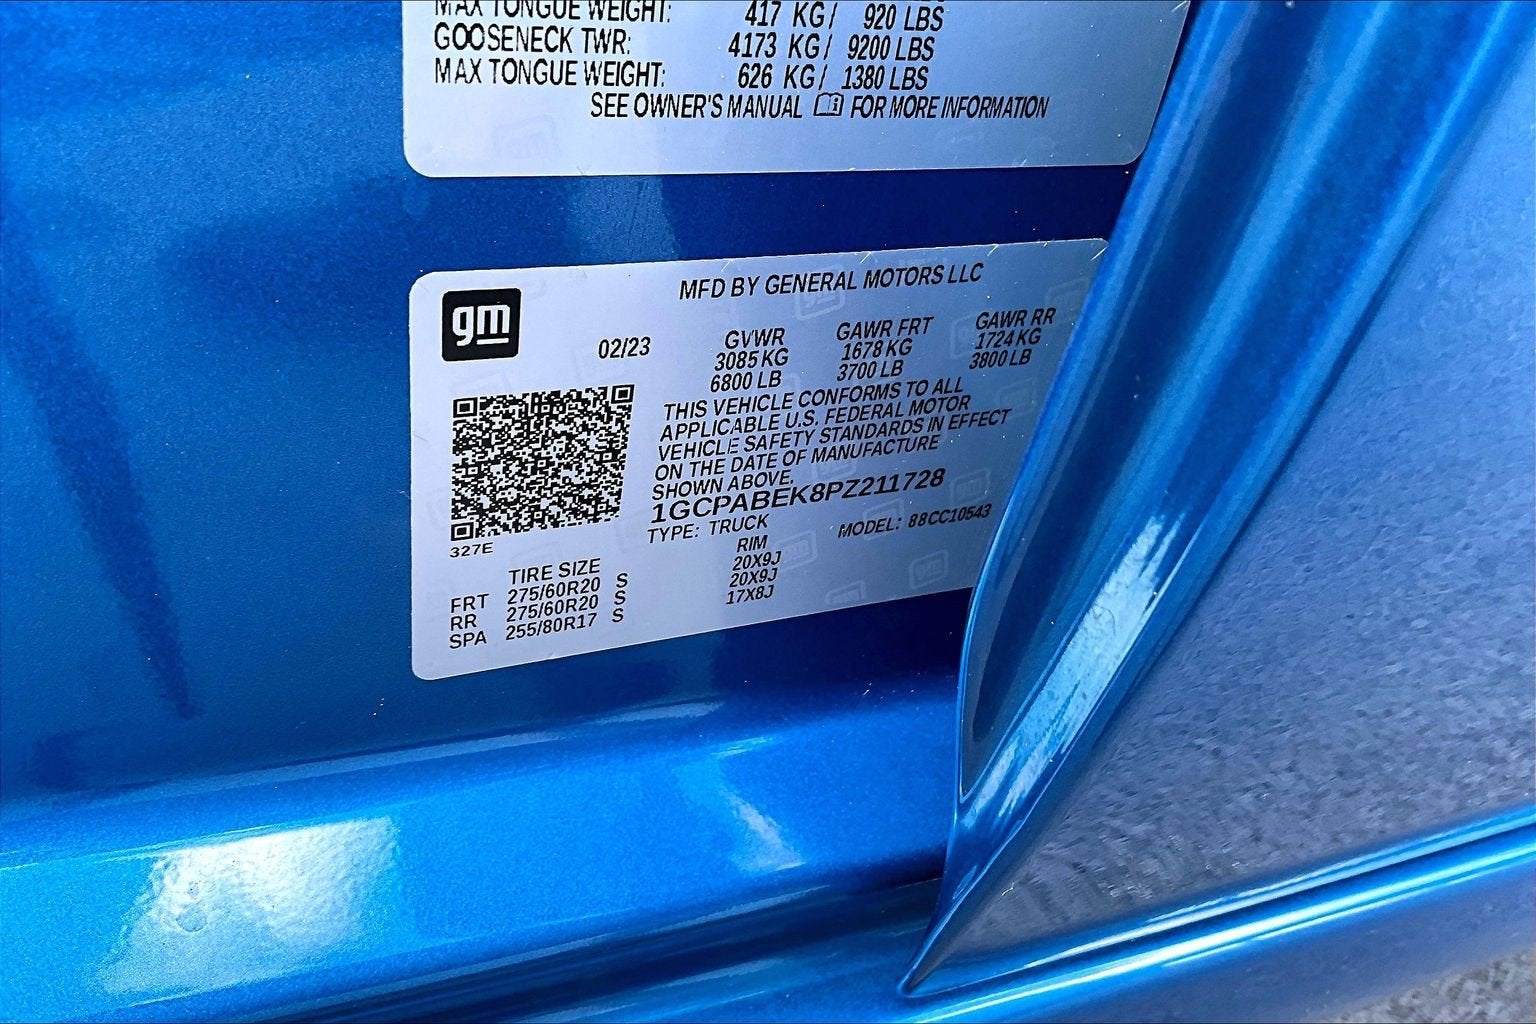 MAX TONGUE WEIGHT: 417 KG/ 920 LBS
GOOSENECK TWR: 4173 KG/ 9200 LBS
MAX TONGUE WEIGHT: 626 KG/ 1380 LBS
SEE OWNER'S MANUAL FOR MORE INFORMATION
MFD BY GENERAL MOTORS LLC
gm
02/23 GVWR GAWR FRT GAWR RR
3085 KG 1678 KG 1724 KG
6800 LB 3700 LB 3800 LB
THIS VEHICLE CONFORMS TO ALL
APPLICABLE U.S. FEDERAL MOTOR
VEHICLE SAFETY STANDARDS IN EFFECT
ON THE DATE OF MANUFACTURE
SHOWN ABOVE.
1GCPABEK8PZ211728
TYPE: TRUCK MODEL: 88CC10543
327E
TIRE SIZE RIM
FRT 275/60R20 S 20X9J
RR 275/60R20 S 20X9J
SPA 255/80R17 S 17X8J